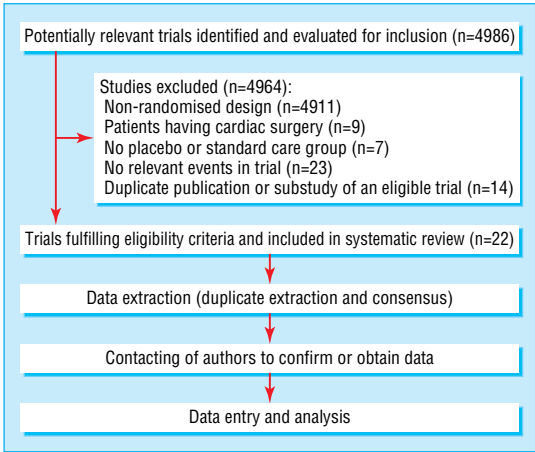 Potentially relevant trials identified and evaluated for inclusion (n=4986)
Studies excluded (n=4964):
Non-randomised design (n=4911)
Patients having cardiac surgery (n=9)
No placebo or standard care group (n=7)
No relevant events in trial (n=23)
Duplicate publication or substudy of an eligible trial (n=14)
Trials fulfilling eligibility criteria and included in systematic review (n=22)
Data extraction (duplicate extraction and consensus)
Contacting of authors to confirm or obtain data
Data entry and analysis